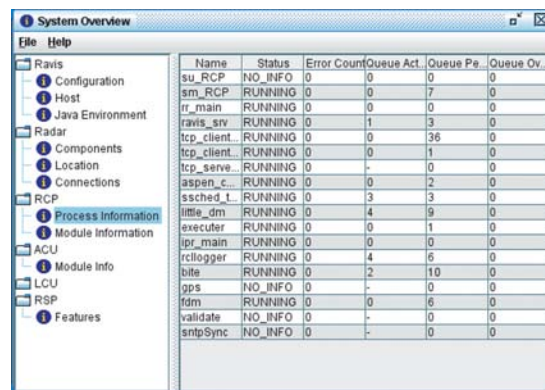 System Overview
File Help
Ravis
Configuration
Host
Java Environment
Radar
Components
Location
Connections
RCP
Process Information
Module Information
ACU
Module Info
LCU
RSP
Features
Name Status Error Count Queue Act... Queue Pe... Queue Ov...
su_RCP NO_INFO 0 0 0 0
sm_RCP RUNNING 0 0 7 0
rr_main RUNNING 0 0 0 0
ravis_srv RUNNING 0 1 3 0
tcp_client... RUNNING 0 0 36 0
tcp_client... RUNNING 0 0 1 0
tcp_serve... RUNNING 0 - 0 0
aspen_c... RUNNING 0 0 2 0
ssched_t... RUNNING 0 3 3 0
little_dm RUNNING 0 4 9 0
executer RUNNING 0 0 1 0
ipr_main RUNNING 0 0 0 0
rcllogger RUNNING 0 4 6 0
bite RUNNING 0 2 10 0
gps NO_INFO 0 - 0 0
fdm RUNNING 0 0 6 0
validate NO_INFO 0 - 0 0
sntpSync NO_INFO 0 - 0 0